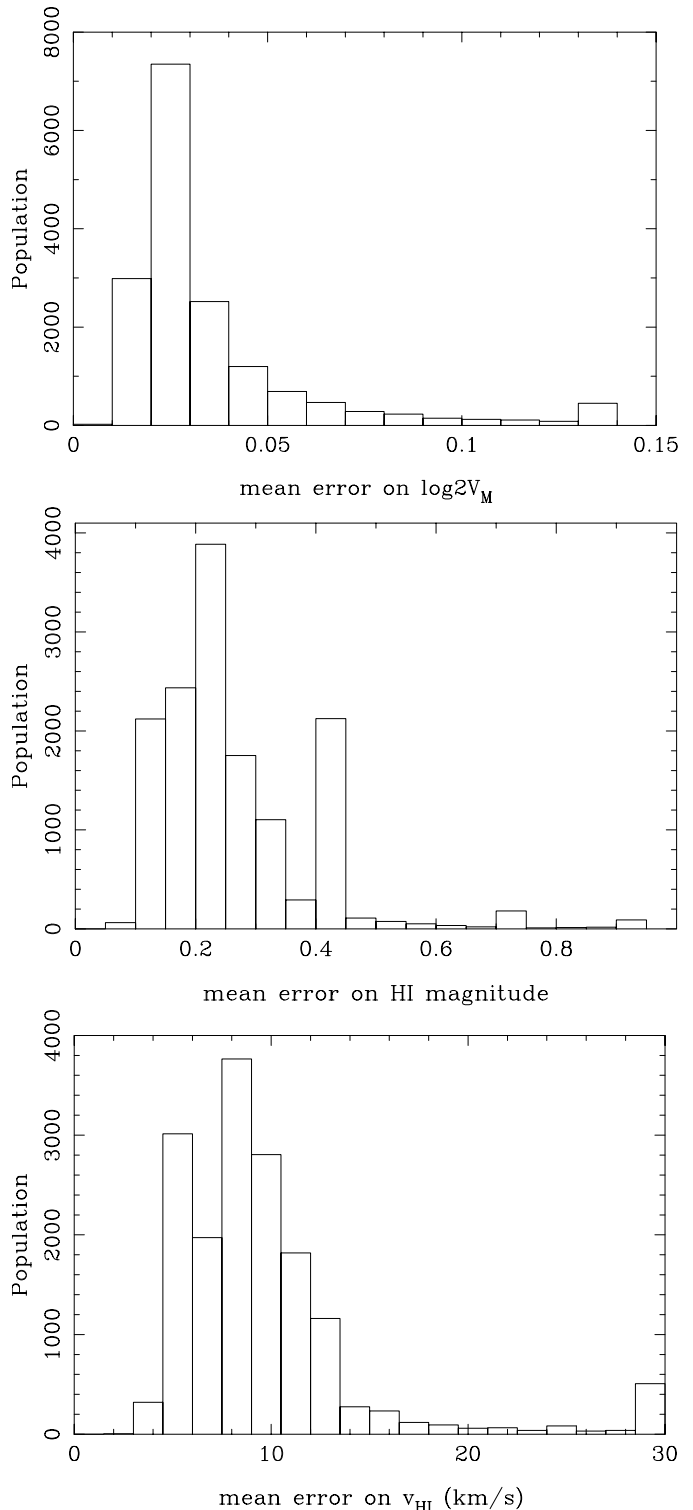 8000
6000
4000
2000
0
Population
0 0.05 0.1 0.15
mean error on log2V_M
4000
3000
2000
1000
0
Population
0 0.2 0.4 0.6 0.8
mean error on HI magnitude
4000
3000
2000
1000
0
Population
0 10 20 30
mean error on v_HI (km/s)